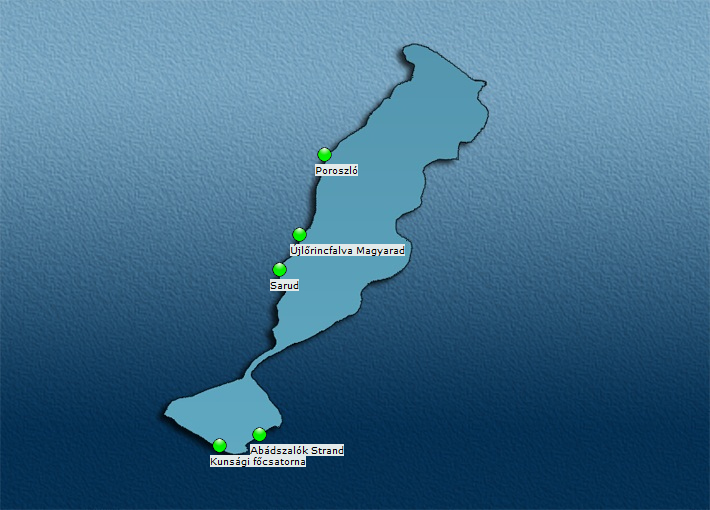 Poroszló
Újlőrincfalva Magyarad
Sarud
Abádszalók Strand
Kunsági főcsatorna